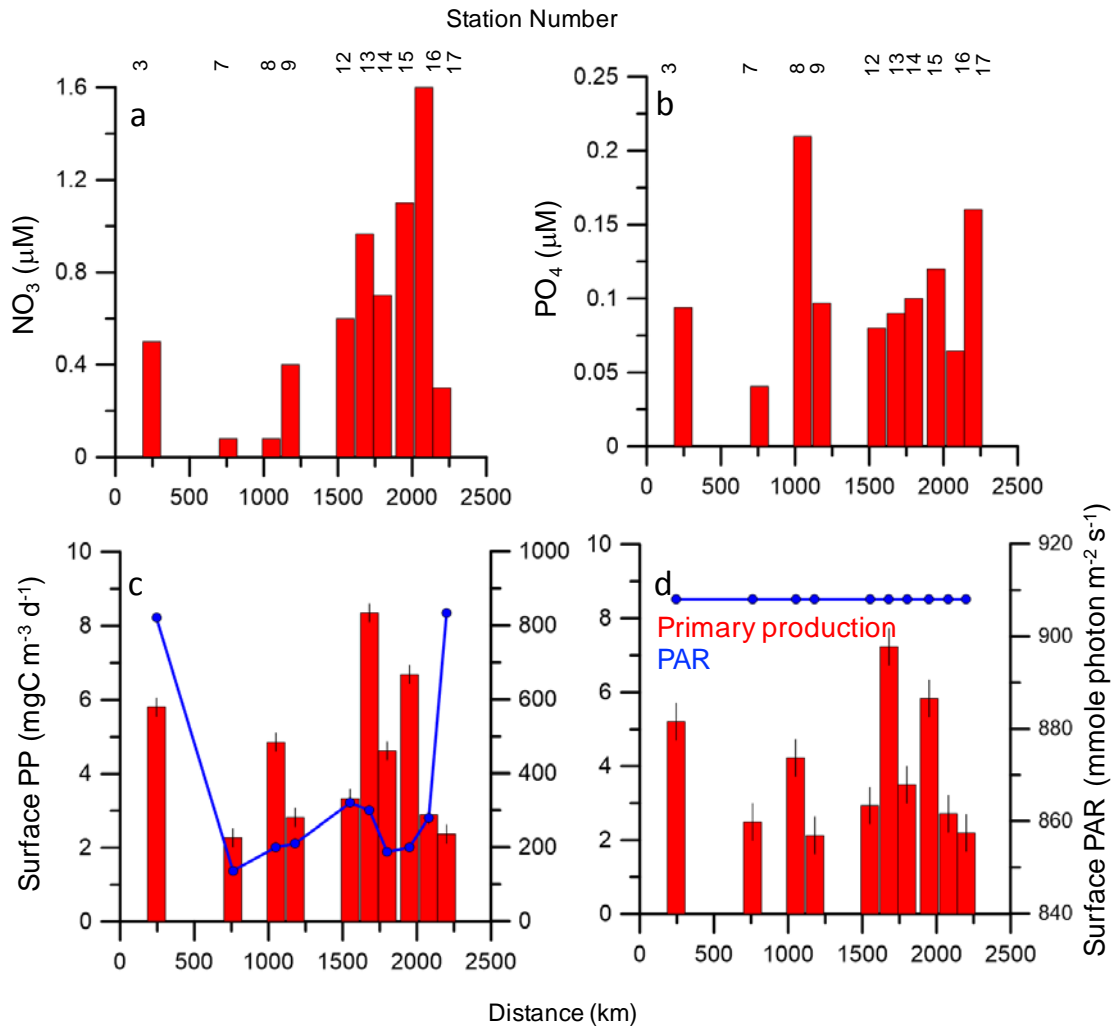 Station Number
3 7 8 9 12 13 14 15 16 17
3 7 8 9 12 13 14 15 16 17
a
1.6
1.2
0.8
0.4
0
NO3 (μM)
0 500 1000 1500 2000 2500
b
0.25
0.2
0.15
0.1
0.05
0
PO4 (μM)
0 500 1000 1500 2000 2500
c
10
8
6
4
2
0
Surface PP (mgC m-3 d-1)
1000
800
600
400
200
0
0 500 1000 1500 2000 2500
d
Primary production
PAR
10
8
6
4
2
0
920
900
880
860
840
Surface PAR (mmole photon m-2 s-1)
0 500 1000 1500 2000 2500
Distance (km)